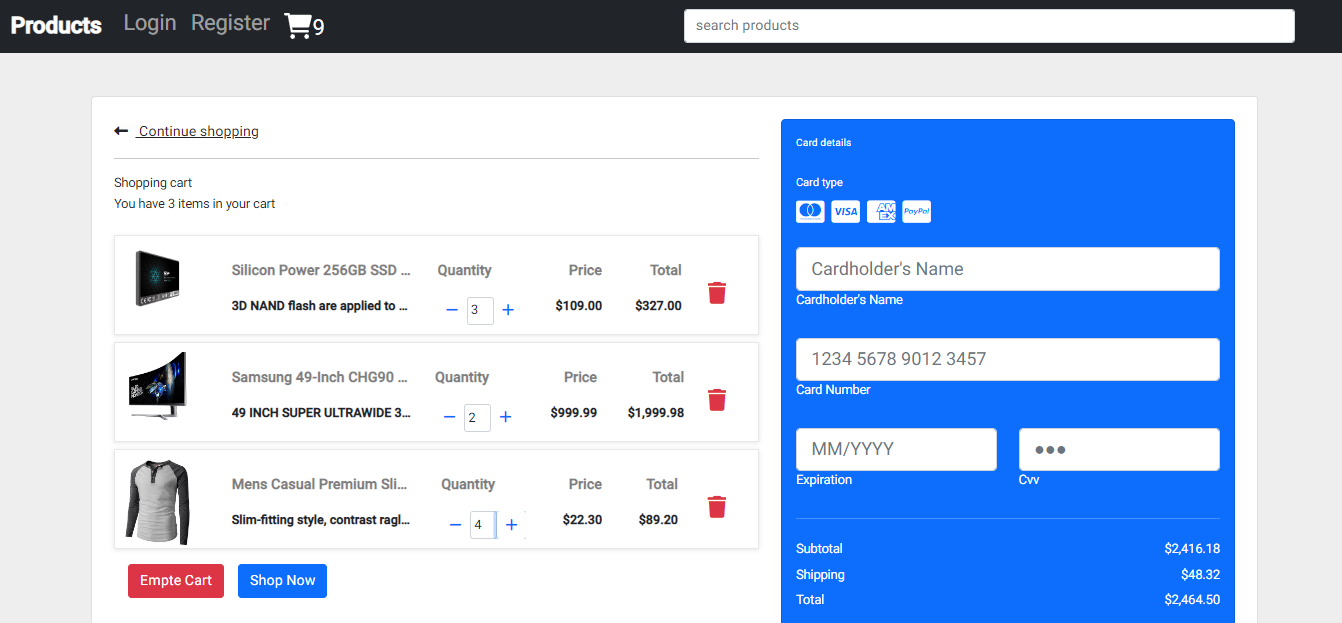 Products Login Register 9 search products
Continue shopping
Shopping cart
You have 3 items in your cart
Silicon Power 256GB SSD ... Quantity Price Total
3D NAND flash are applied to ... 3 $109.00 $327.00
Samsung 49-Inch CHG90 ... Quantity Price Total
49 INCH SUPER ULTRAWIDE 3... 2 $999.99 $1,999.98
Mens Casual Premium Sli... Quantity Price Total
Slim-fitting style, contrast ragl... 4 $22.30 $89.20
Empte Cart Shop Now
Card details
Card type
VISA AM EX PayPal
Cardholder's Name
Cardholder's Name
1234 5678 9012 3457
Card Number
MM/YYYY ●●●
Expiration Cvv
Subtotal $2,416.18
Shipping $48.32
Total $2,464.50